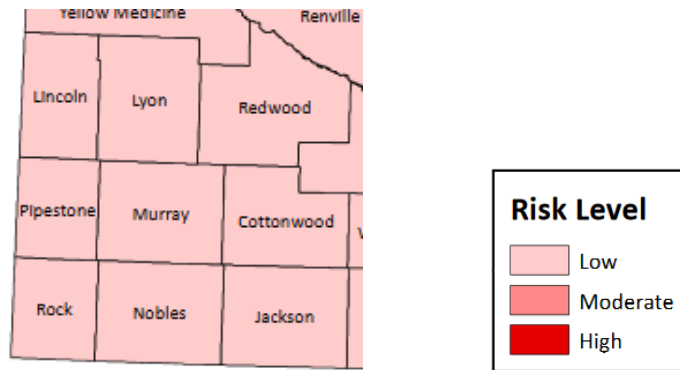 Yellow Medicine
Renville
Lincoln
Lyon
Redwood
Pipestone
Murray
Cottonwood
Rock
Nobles
Jackson
Risk Level
Low
Moderate
High